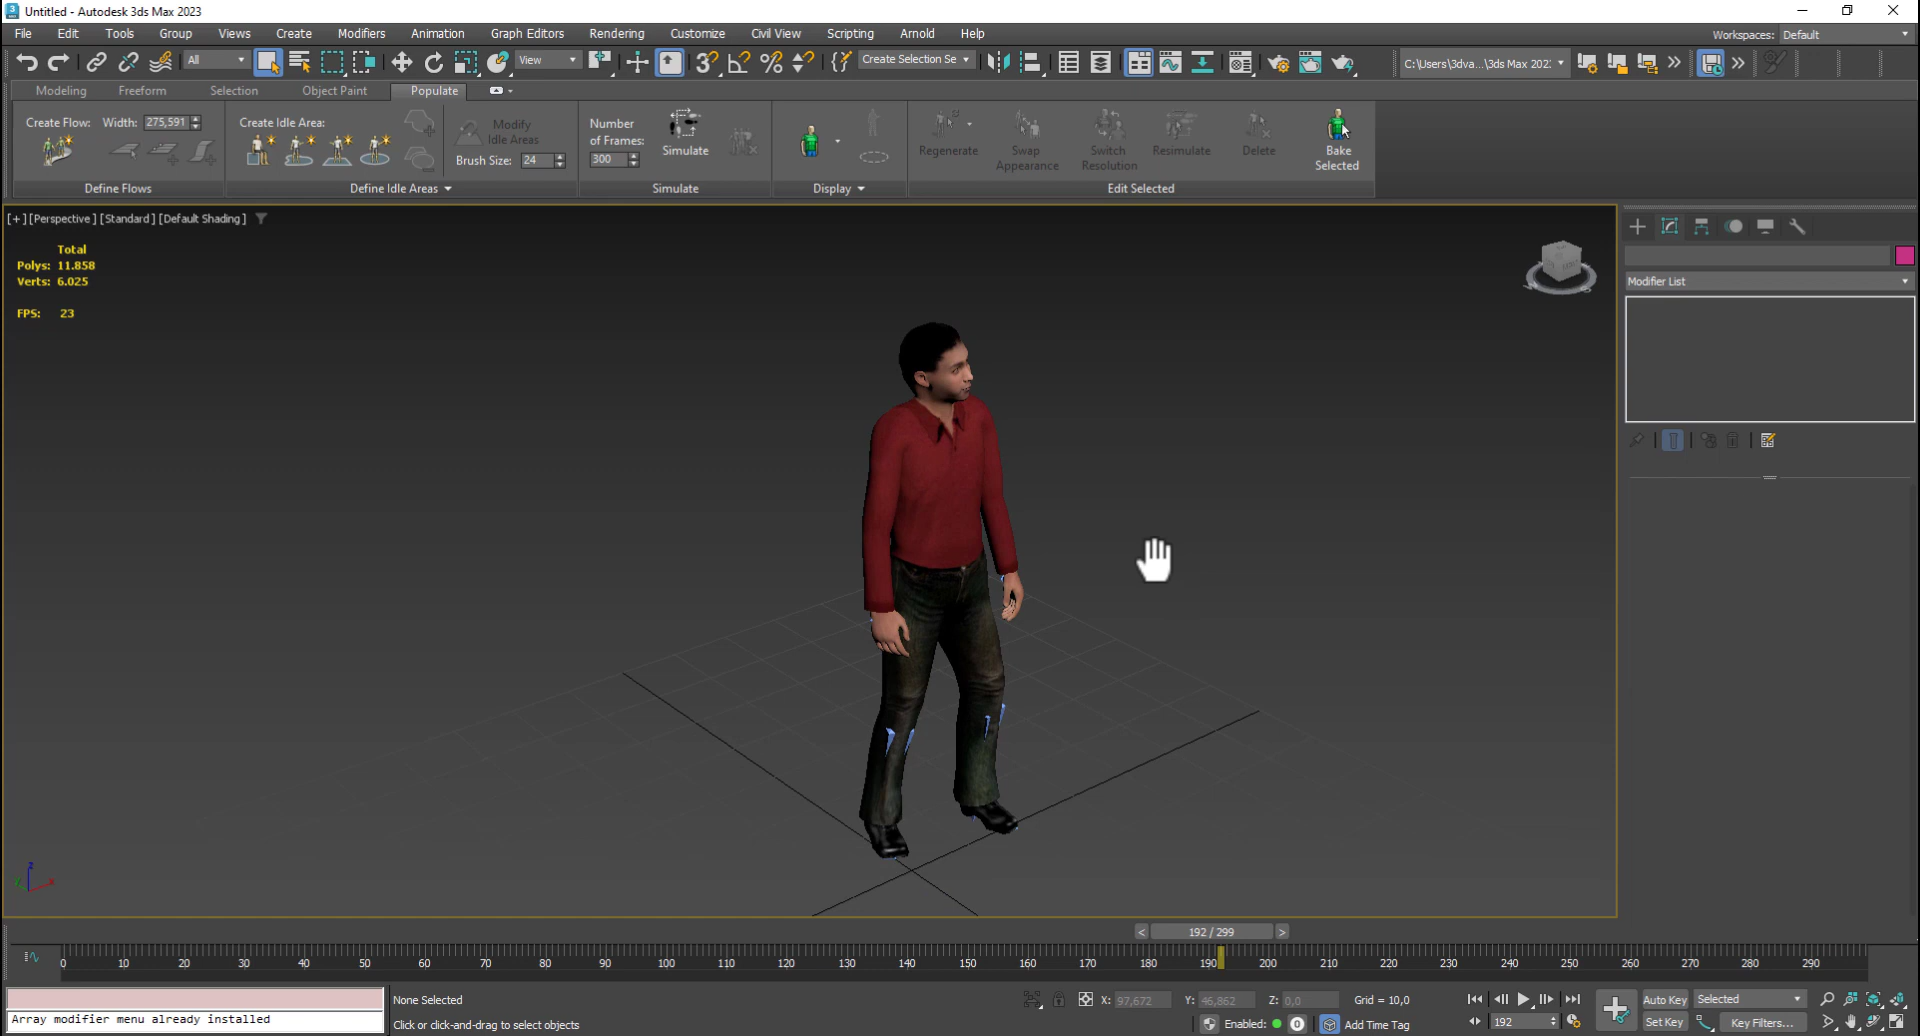 Untitled - Autodesk 3ds Max 2023
File Edit Tools Group Views Create Modifiers Animation Graph Editors Rendering Customize Civil View Scripting Arnold Help
Workspaces: Default
All
View
Create Selection Se
C:\Users\3dva...\3ds Max 202:
Modeling Freeform Selection Object Paint Populate
Create Flow: Width: 275,591
Create Idle Area:
Modify
Idle Areas
Brush Size: 24
Number
of Frames:
300
Simulate
Regenerate
Swap
Appearance
Switch
Resolution
Resimulate
Delete
Bake
Selected
Define Flows
Define Idle Areas
Simulate
Display
Edit Selected
[+] [Perspective] [Standard] [Default Shading]
Total
Polys: 11.858
Verts: 6.025
FPS: 23
Modifier List
192 / 299
0 10 20 30 40 50 60 70 80 90 100 110 120 130 140 150 160 170 180 190 200 210 220 230 240 250 260 270 280 290
None Selected
Array modifier menu already installed
Click or click-and-drag to select objects
X: 97,672 Y: 46,862 Z: 0,0 Grid = 10,0
Enabled: 0 Add Time Tag
192
Auto Key Selected
Set Key Key Filters...